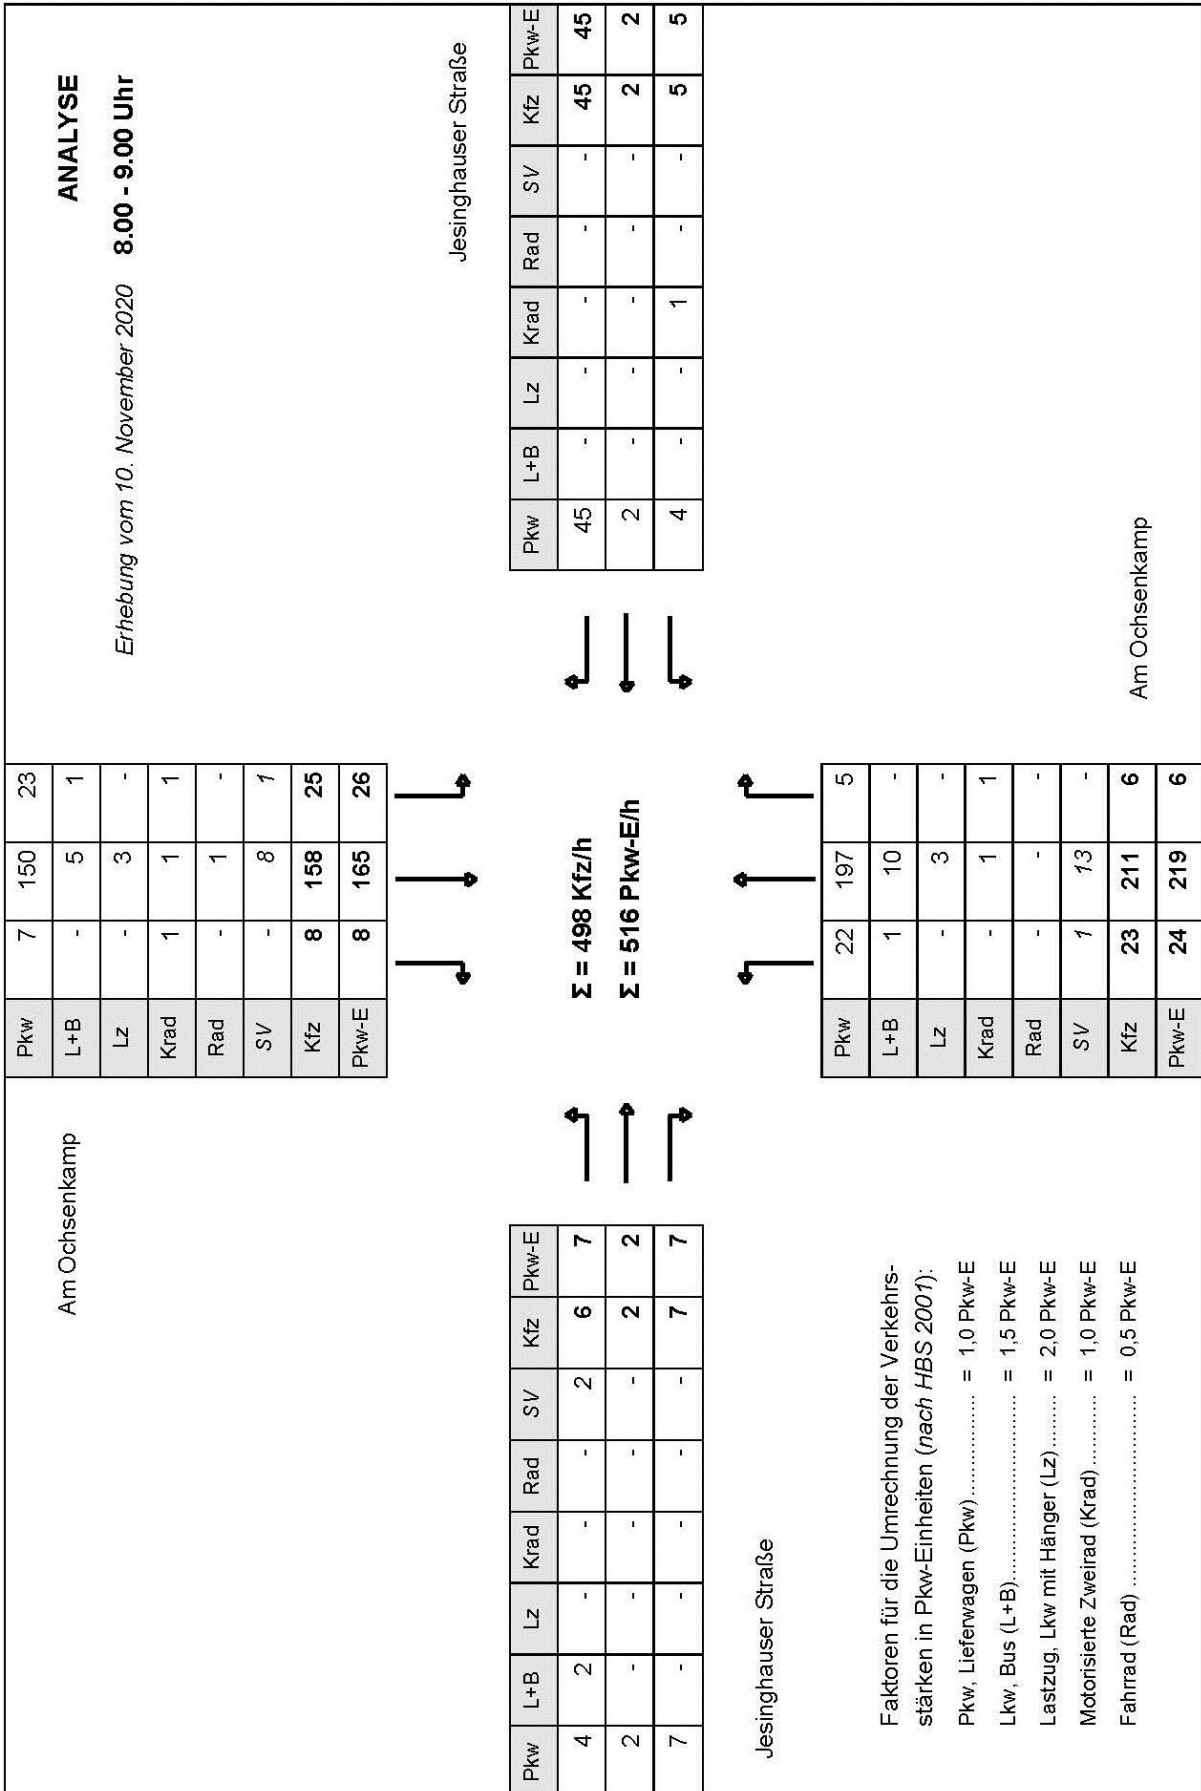 ANALYSE
Erhebung vom 10. November 2020 8.00 - 9.00 Uhr
Am Ochsenkamp
Pkw 7 150 23
L+B - 5 1
Lz - 3 -
Krad 1 1 1
Rad - 1 -
SV - 8 1
Kfz 8 158 25
Pkw-E 8 165 26
Jesinghauser Straße
Pkw L+B Lz Krad Rad SV Kfz Pkw-E
4 2 - - - 2 6 7
2 - - - - - 2 2
7 - - - - - 7 7
Σ = 498 Kfz/h
Σ = 516 Pkw-E/h
Pkw L+B Lz Krad Rad SV Kfz Pkw-E
45 - - - - - 45 45
2 - - - - - 2 2
4 - - 1 - - 5 5
Jesinghauser Straße
Pkw 22 197 5
L+B 1 10 -
Lz - 3 -
Krad - 1 1
Rad - - -
SV 1 13 -
Kfz 23 211 6
Pkw-E 24 219 6
Am Ochsenkamp
Faktoren für die Umrechnung der Verkehrs-
stärken in Pkw-Einheiten (nach HBS 2001):
Pkw, Lieferwagen (Pkw)................ = 1,0 Pkw-E
Lkw, Bus (L+B)............................... = 1,5 Pkw-E
Lastzug, Lkw mit Hänger (Lz)......... = 2,0 Pkw-E
Motorisierte Zweirad (Krad)............ = 1,0 Pkw-E
Fahrrad (Rad) ................................. = 0,5 Pkw-E